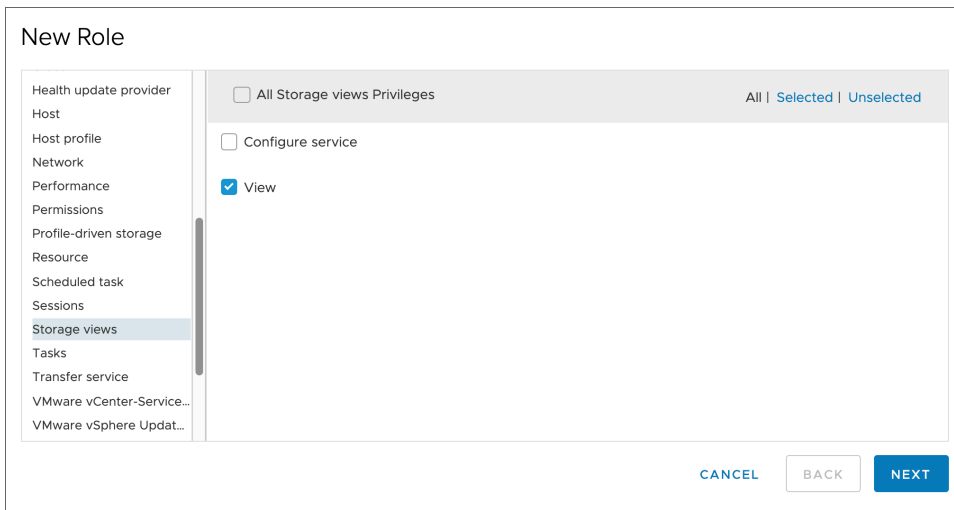 New Role
Health update provider
Host
Host profile
Network
Performance
Permissions
Profile-driven storage
Resource
Scheduled task
Sessions
Storage views
Tasks
Transfer service
VMware vCenter-Service...
VMware vSphere Updat...
All Storage views Privileges
All | Selected | Unselected
Configure service
View
CANCEL
BACK
NEXT